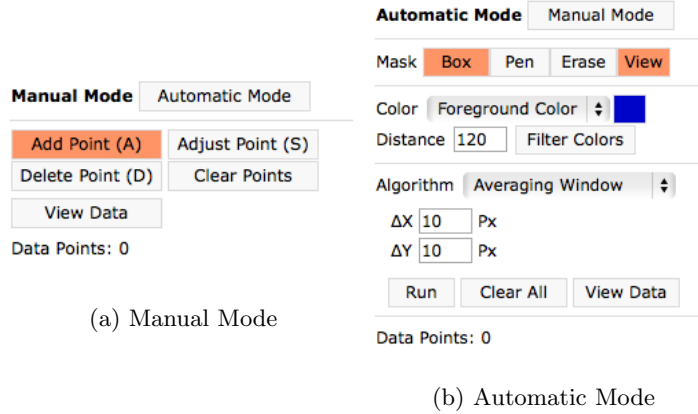 Manual Mode Automatic Mode
Add Point (A) Adjust Point (S)
Delete Point (D) Clear Points
View Data
Data Points: 0
(a) Manual Mode
Automatic Mode Manual Mode
Mask Box Pen Erase View
Color Foreground Color
Distance 120 Filter Colors
Algorithm Averaging Window
ΔX 10 Px
ΔY 10 Px
Run Clear All View Data
Data Points: 0
(b) Automatic Mode